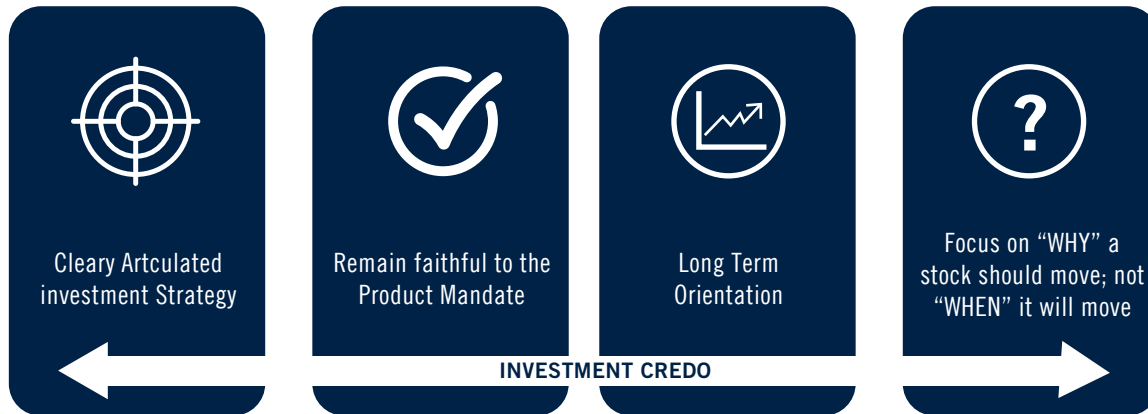 Cleary Artculated
investment Strategy
Remain faithful to the
Product Mandate
Long Term
Orientation
?
Focus on “WHY” a
stock should move; not
“WHEN” it will move
INVESTMENT CREDO